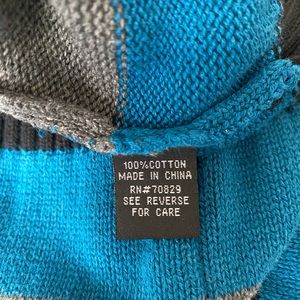 100%COTTON
MADE IN CHINA
RN#70829
SEE REVERSE
FOR CARE